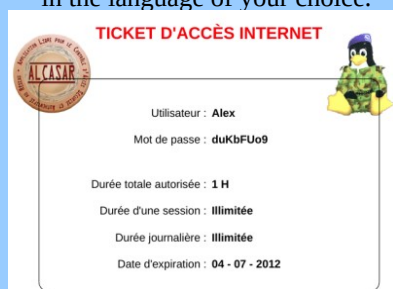 in the language of your choice.
TICKET D'ACCÈS INTERNET
ALCASAR
Utilisateur : Alex
Mot de passe : duKbFUo9
Durée totale autorisée : 1 H
Durée d'une session : Illimitée
Durée journalière : Illimitée
Date d'expiration : 04 - 07 - 2012